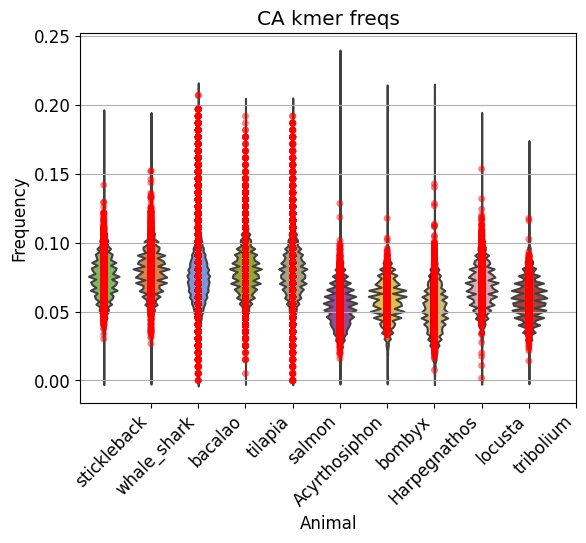 CA kmer freqs
Frequency
0.25
0.20
0.15
0.10
0.05
0.00
stickleback
whale_shark
bacalao
tilapia
salmon
Acyrthosiphon
bombyx
Harpegnathos
locusta
tribolium
Animal